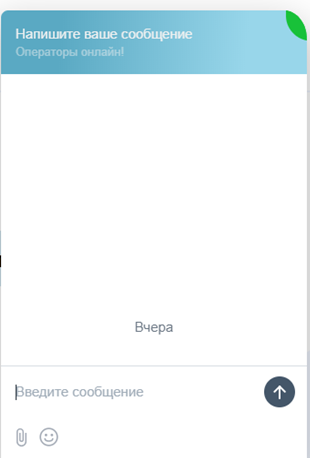 Напишите ваше сообщение
Операторы онлайн!
Вчера
Введите сообщение